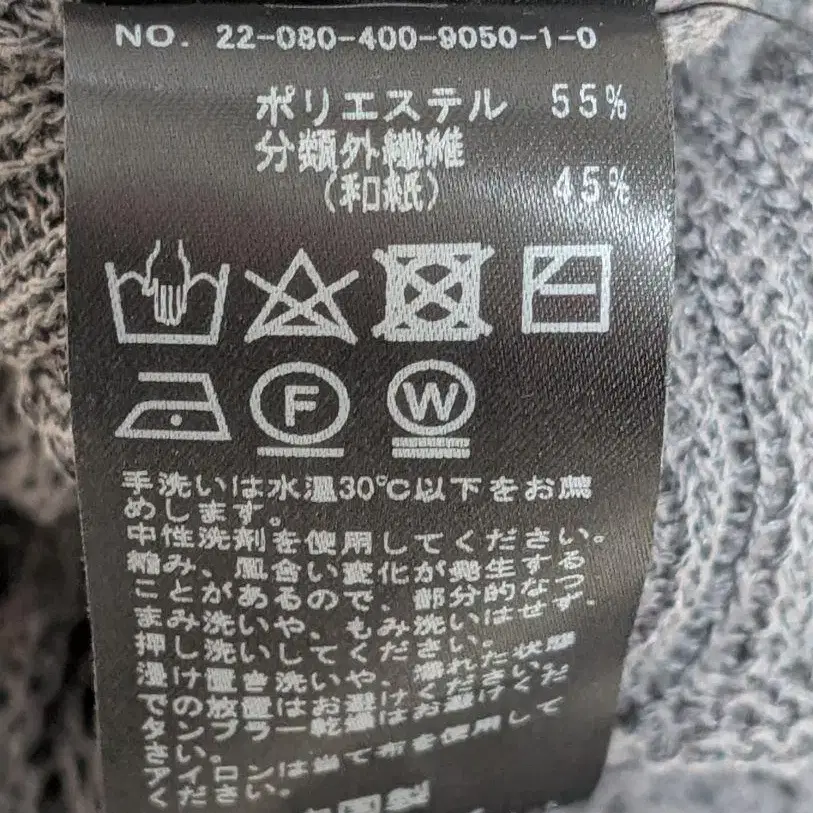 NO. 22-080-400-9050-1-0
ポリエステル 55%
分類外繊維
(和紙) 45%
F
W
手洗いは水温30℃以下をお薦
めします。
中性洗剤を使用してください。
縮み、風合い変化が発生する
ことがあるので、部分的なつ
まみ洗いや、もみ洗いはせず、
押し洗いしてください。
浸け置き洗いや、濡れた状態
での放置はお避けください。
タンブラー乾燥はお避けくだ
さい。
アイロンは当て布を使用して
ください。